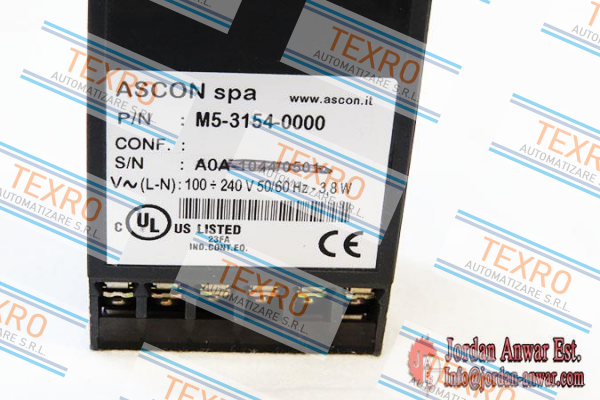 ASCON spa www.ascon.it
P/N : M5-3154-0000
CONF. :
S/N : A0A
V~(L-N): 100 ÷ 240 V 50/60 Hz - 3,8 W
C UL US LISTED CE
23FA
IND.CONT.EQ.
TEXRO
AUTOMATIZARE S.R.L.
Jordan Anwar Est.
Info@jordan-anwar.com